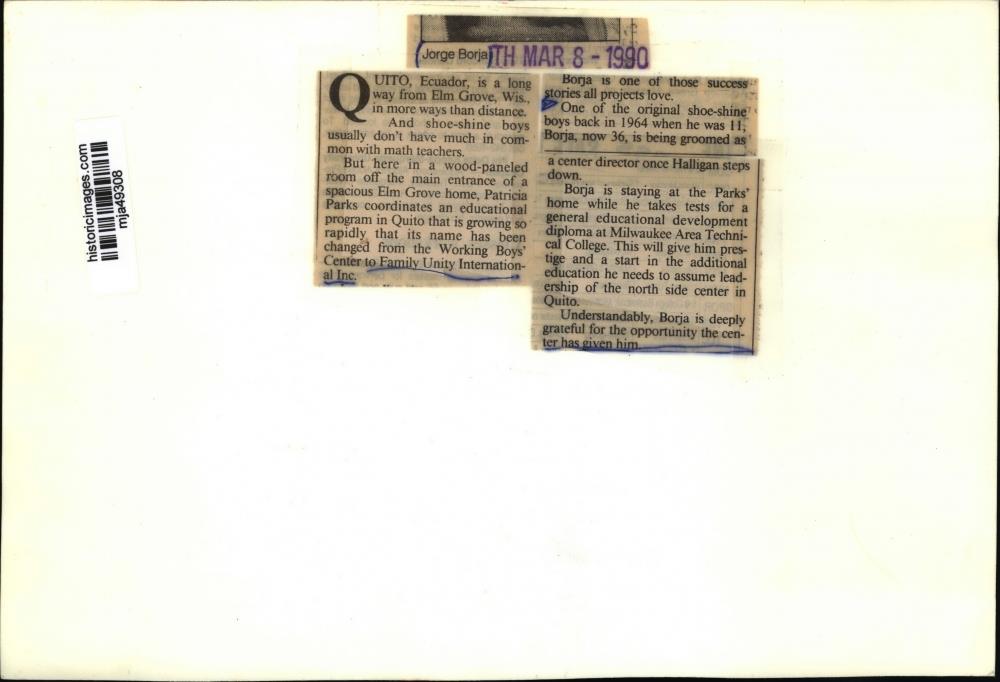 historicimages.com
mja49308
(Jorge Borja)
TH MAR 8 - 1990
QUITO, Ecuador, is a long
way from Elm Grove, Wis.,
in more ways than distance.
And shoe-shine boys
usually don't have much in com-
mon with math teachers.
But here in a wood-paneled
room off the main entrance of a
spacious Elm Grove home, Patricia
Parks coordinates an educational
program in Quito that is growing so
rapidly that its name has been
changed from the Working Boys'
Center to Family Unity Internation-
al Inc.
Borja is one of those success
stories all projects love.
One of the original shoe-shine
boys back in 1964 when he was 11,
Borja, now 36, is being groomed as
a center director once Halligan steps
down.
Borja is staying at the Parks'
home while he takes tests for a
general educational development
diploma at Milwaukee Area Techni-
cal College. This will give him pres-
tige and a start in the additional
education he needs to assume lead-
ership of the north side center in
Quito.
Understandably, Borja is deeply
grateful for the opportunity the cen-
ter has given him.